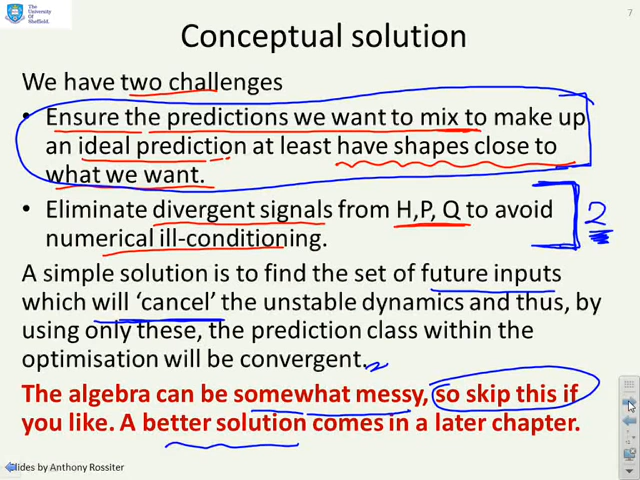 The
University
Of
Sheffield.
7
Conceptual solution
We have two challenges
• Ensure the predictions we want to mix to make up
an ideal prediction at least have shapes close to
what we want.
• Eliminate divergent signals from H,P, Q to avoid
numerical ill-conditioning.
2
A simple solution is to find the set of future inputs
which will ‘cancel’ the unstable dynamics and thus, by
using only these, the prediction class within the
optimisation will be convergent.
The algebra can be somewhat messy, so skip this if
you like. A better solution comes in a later chapter.
Slides by Anthony Rossiter